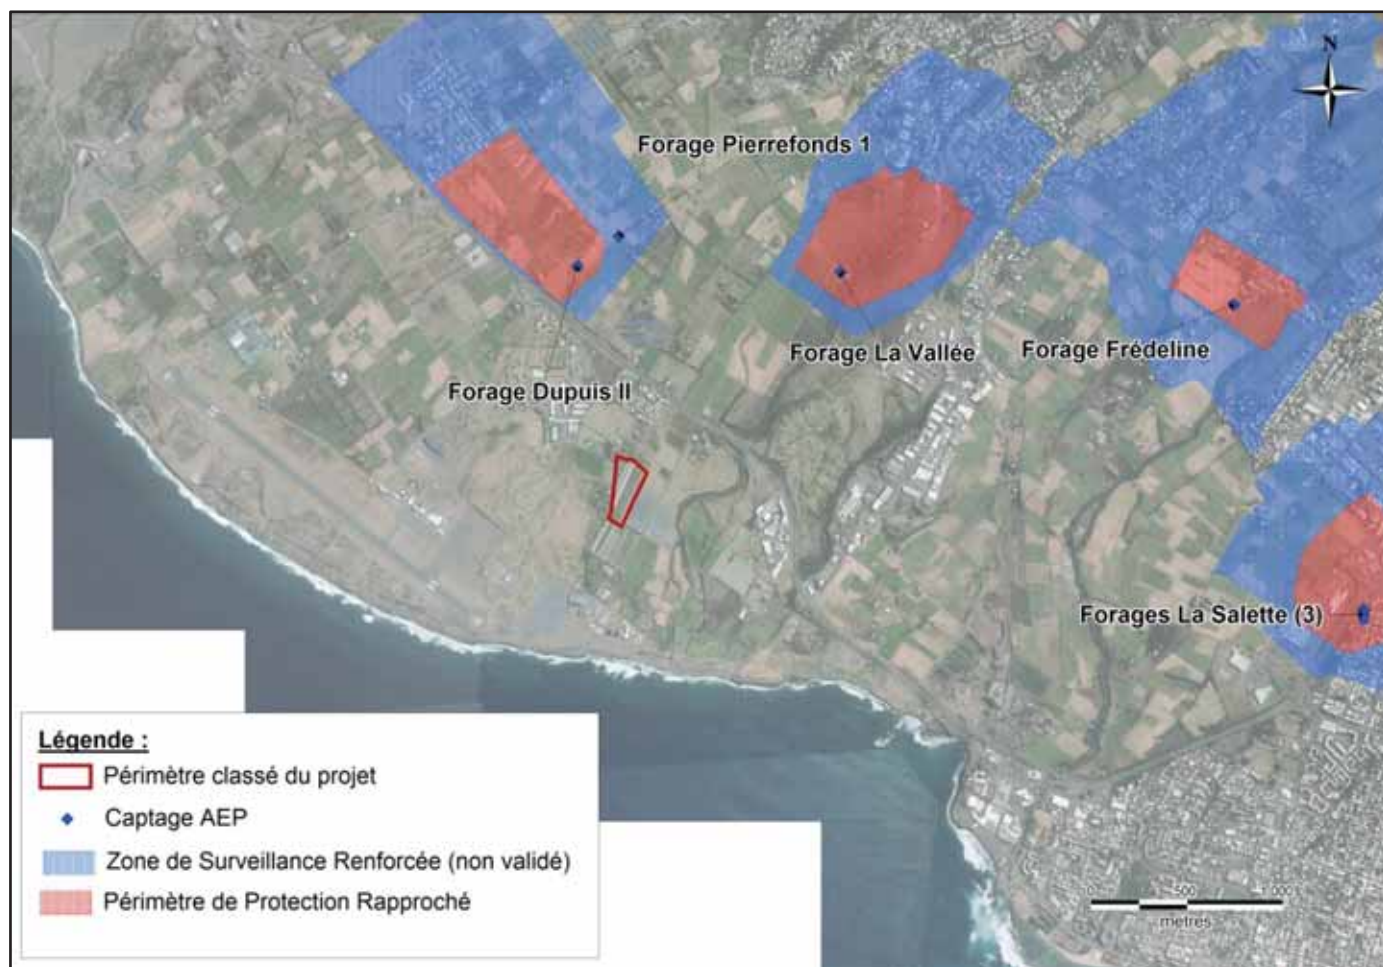 N
Forage Pierrefonds 1
Forage La Vallée
Forage Frédeline
Forage Dupuis II
Forages La Salette (3)
Légende :
Périmètre classé du projet
Captage AEP
Zone de Surveillance Renforcée (non validé)
Périmètre de Protection Rapproché
0 500 1 000
metres